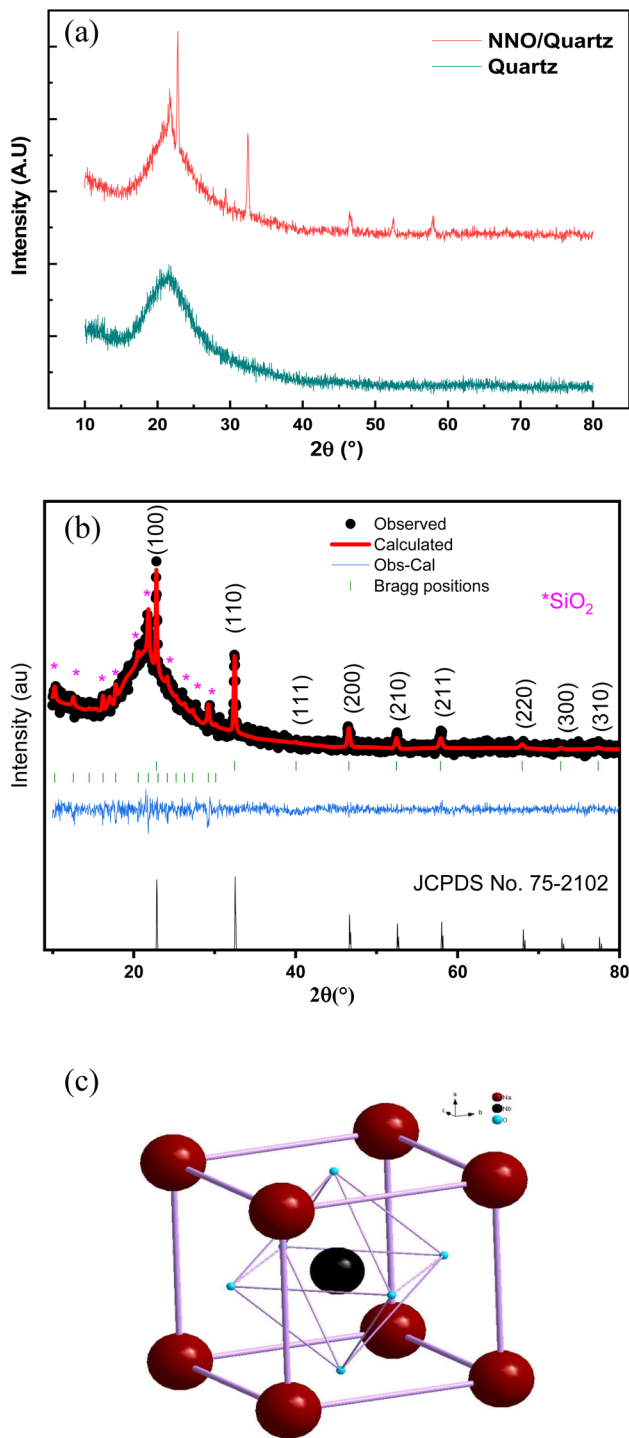 (a)
NNO/Quartz
Quartz
Intensity (A.U)
10 20 30 40 50 60 70 80
2θ (°)
(b)
(100)
Observed
Calculated
Obs-Cal
Bragg positions
*SiO2
* * * * * * * * * *
(110)
(111)
(200)
(210)
(211)
(220)
(300)
(310)
Intensity (au)
JCPDS No. 75-2102
20 40 60 80
2θ(°)
(c)
a
c b
Na
Nb
O